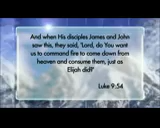 And when His disciples James and John
saw this, they said, 'Lord, do You want
us to command fire to come down from
heaven and consume them, just as
Elijah did?'
Luke 9:54